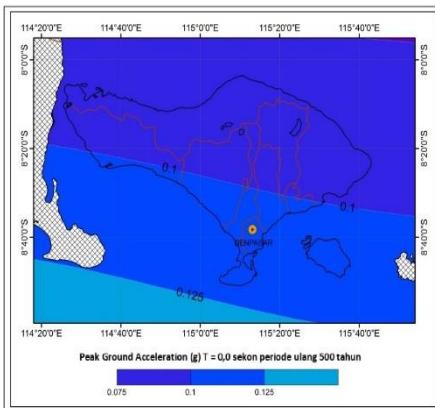 114°20'0"E 114°40'0"E 115°0'0"E 115°20'0"E 115°40'0"E
8°0'0"S 8°0'0"S
8°20'0"S 8°20'0"S
0.1
0.1
8°40'0"S 8°40'0"S
DENPASAR
0.125
114°20'0"E 114°40'0"E 115°0'0"E 115°20'0"E 115°40'0"E
Peak Ground Acceleration (g) T = 0,0 sekon periode ulang 500 tahun
0.075 0.1 0.125